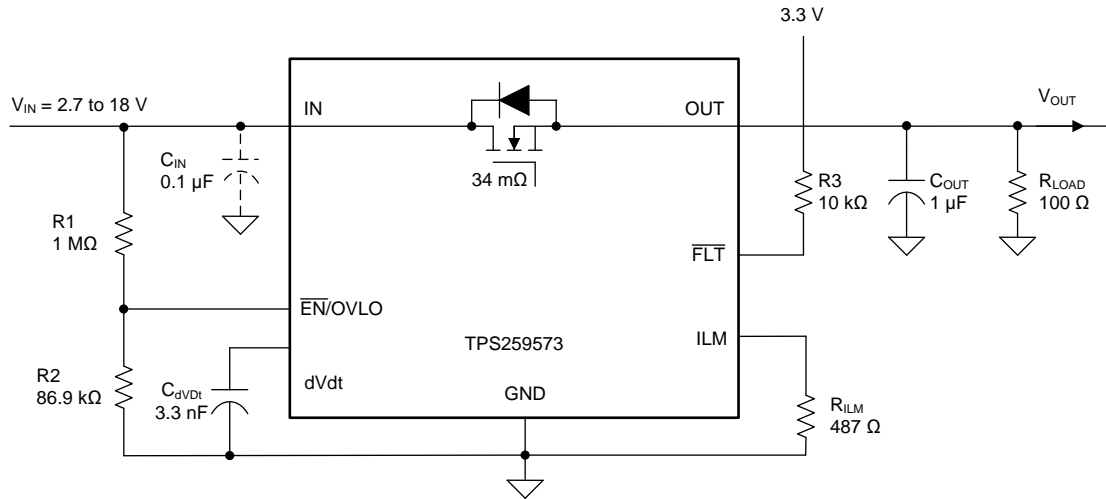 3.3 V
V_IN = 2.7 to 18 V
IN
OUT
V_OUT
C_IN
0.1 µF
34 mΩ
R3
10 kΩ
C_OUT
1 µF
R_LOAD
100 Ω
R1
1 MΩ
F̅L̅T̅
E̅N̅/OVLO
TPS259573
ILM
R2
86.9 kΩ
C_dVDt
3.3 nF
dVdt
GND
R_ILM
487 Ω